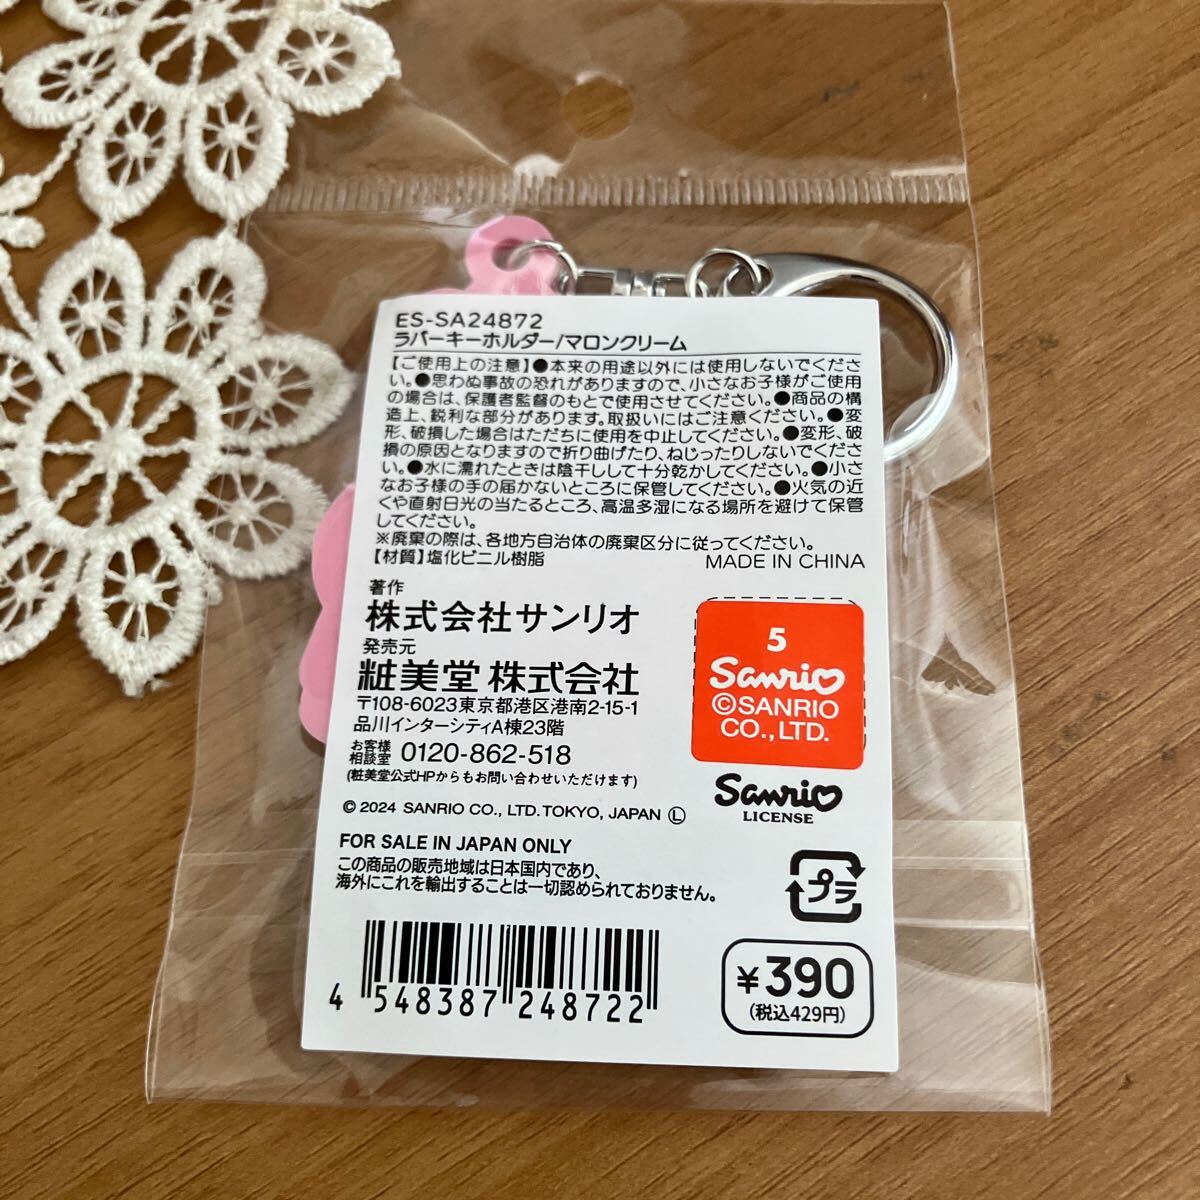 ES-SA24872
ラバーキーホルダー/マロンクリーム
【ご使用上の注意】●本来の用途以外には使用しないでくださ
い。●思わぬ事故の恐れがありますので、小さなお子様がご使用
の場合は、保護者監督のもとで使用させてください。●商品の構
造上、鋭利な部分があります。取扱いにはご注意ください。●変
形、破損した場合はただちに使用を中止してください。●変形、破
損の原因となりますので折り曲げたり、ねじったりしないでくださ
い。●水に濡れたときは陰干しして十分乾かしてください。●小さ
なお子様の手の届かないところに保管してください。●火気の近
くや直射日光の当たるところ、高温多湿になる場所を避けて保管
してください。
※廃棄の際は、各地方自治体の廃棄区分に従ってください。
【材質】塩化ビニル樹脂 MADE IN CHINA
著作
株式会社サンリオ
発売元
粧美堂 株式会社
〒108-6023東京都港区港南2-15-1
品川インターシティA棟23階
お客様
相談室 0120-862-518
(粧美堂公式HPからもお問い合わせいただけます)
5
Sanrio
©SANRIO
CO.,LTD.
Sanrio
LICENSE
© 2024 SANRIO CO., LTD. TOKYO, JAPAN Ⓛ
FOR SALE IN JAPAN ONLY
この商品の販売地域は日本国内であり、
海外にこれを輸出することは一切認められておりません。
プラ
4 548387 248722
¥390
(税込429円)